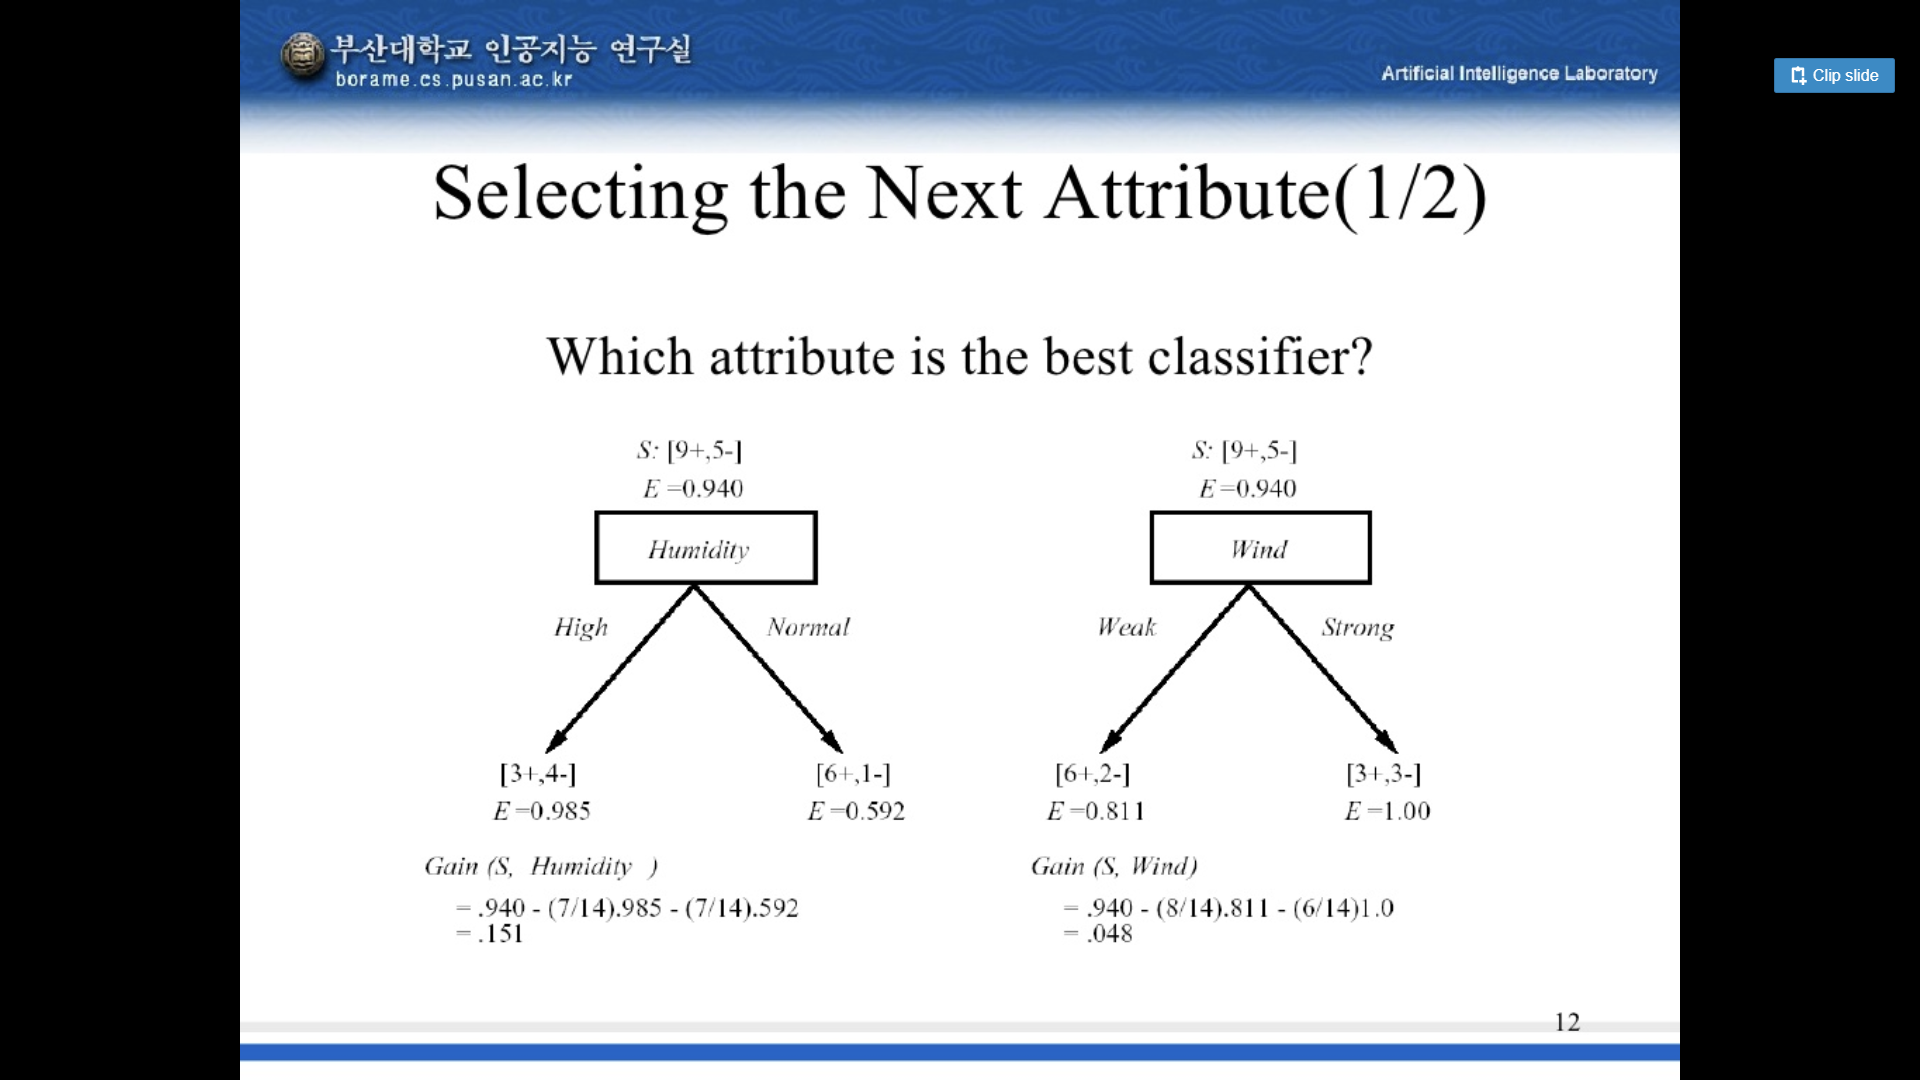 부산대학교 인공지능 연구실
borame.cs.pusan.ac.kr
Artificial Intelligence Laboratory
Clip slide
Selecting the Next Attribute(1/2)
Which attribute is the best classifier?
S: [9+,5-]
E =0.940
Humidity
High
Normal
[3+,4-]
E =0.985
[6+,1-]
E =0.592
Gain (S, Humidity )
= .940 - (7/14).985 - (7/14).592
= .151
S: [9+,5-]
E =0.940
Wind
Weak
Strong
[6+,2-]
E =0.811
[3+,3-]
E =1.00
Gain (S, Wind)
= .940 - (8/14).811 - (6/14)1.0
= .048
12